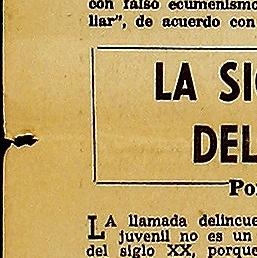 con falso ecumenismo
liar", de acuerdo con
LA SI
DEL
Po
LA llamada delincue
juvenil no es un
del siglo XX, porque